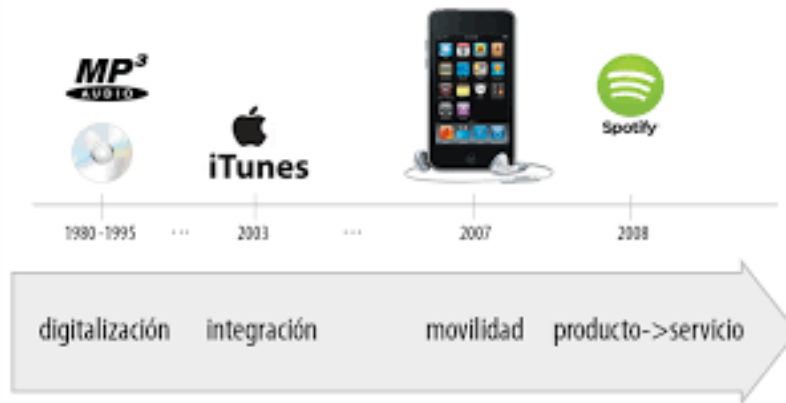 MP3
AUDIO
iTunes
Spotify
1980-1995 ... 2003 ... 2007 2008
digitalización integración movilidad producto->servicio